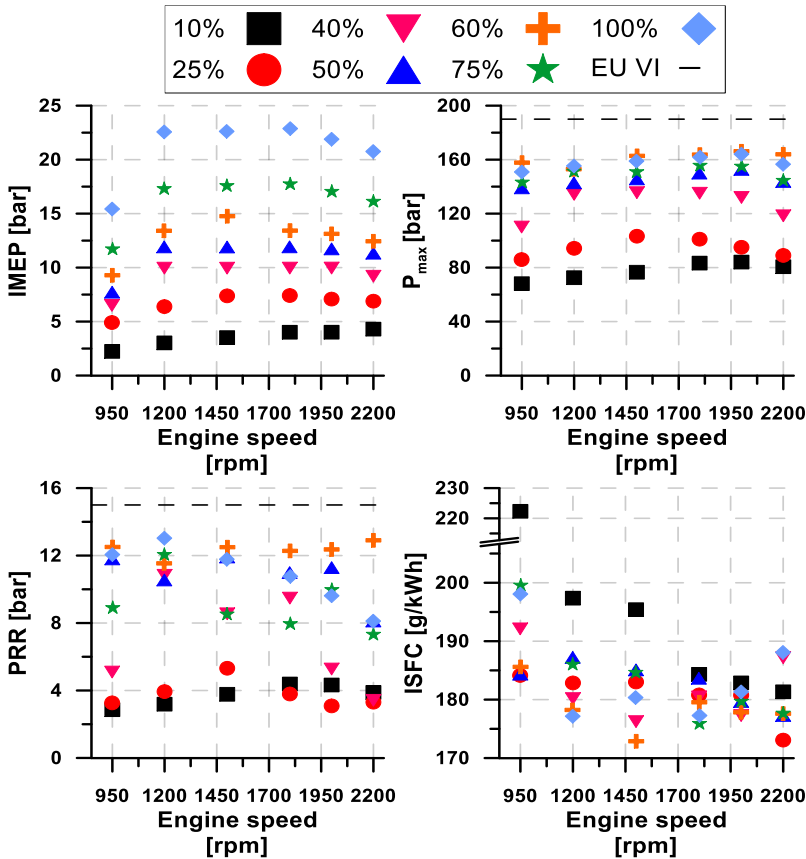 10% 40% 60% 100%
25% 50% 75% EU VI
IMEP [bar]
25
20
15
10
5
0
950 1200 1450 1700 1950 2200
Engine speed
[rpm]
Pmax [bar]
200
160
120
80
40
0
950 1200 1450 1700 1950 2200
Engine speed
[rpm]
PRR [bar]
16
12
8
4
0
950 1200 1450 1700 1950 2200
Engine speed
[rpm]
ISFC [g/kWh]
230
220
200
190
180
170
950 1200 1450 1700 1950 2200
Engine speed
[rpm]